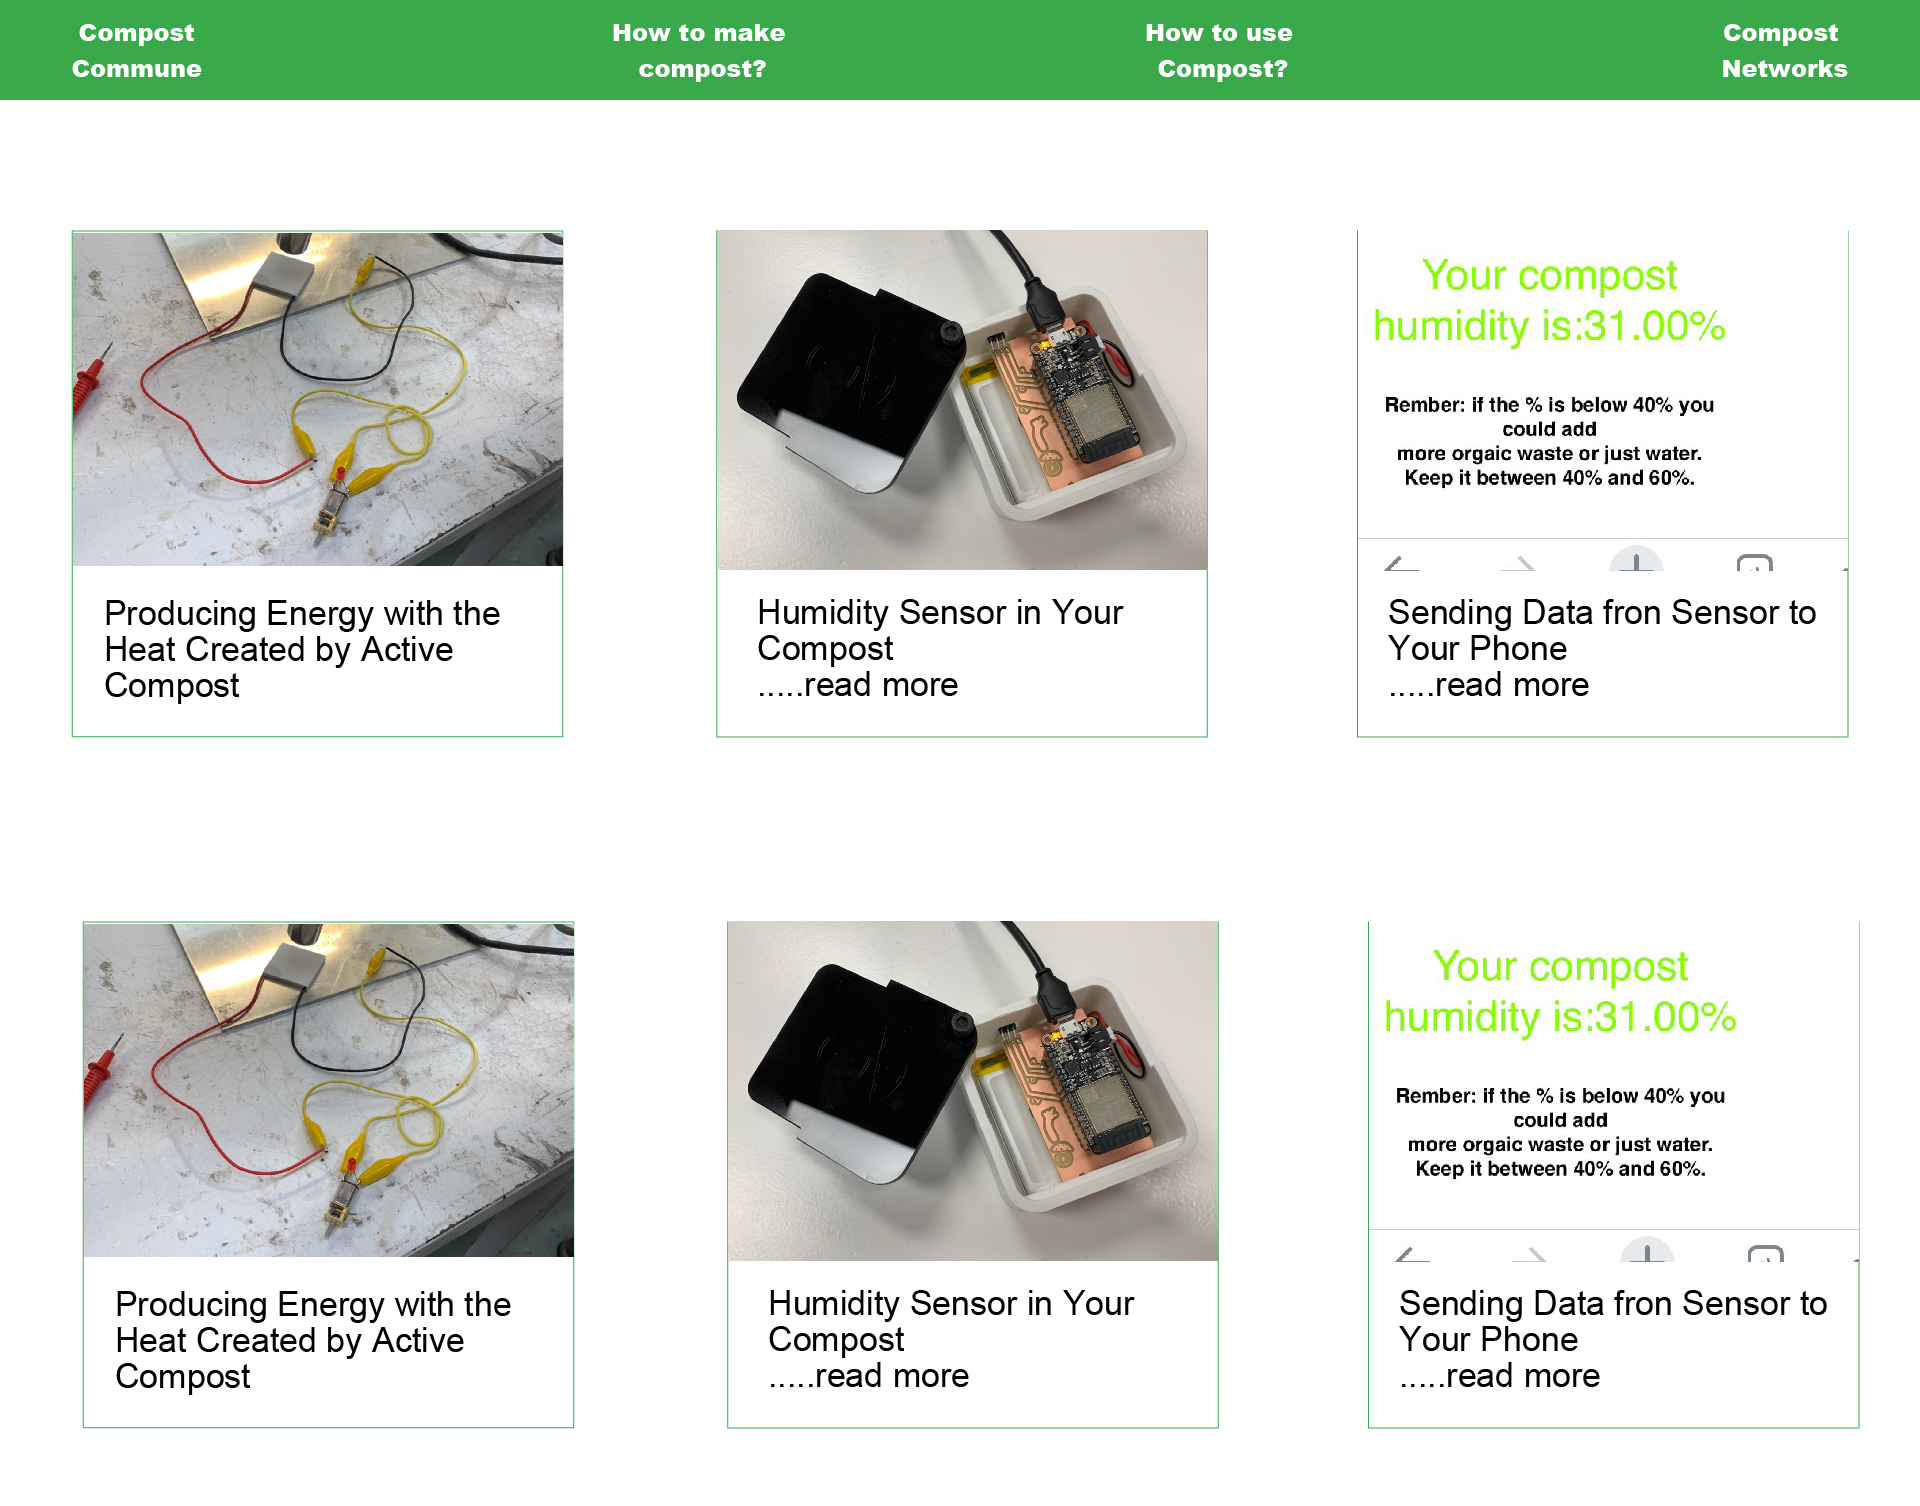 Compost
Commune
How to make
compost?
How to use
Compost?
Compost
Networks
Your compost
humidity is:31.00%
Rember: if the % is below 40% you
could add
more orgaic waste or just water.
Keep it between 40% and 60%.
Producing Energy with the
Heat Created by Active
Compost
Humidity Sensor in Your
Compost
.....read more
Sending Data fron Sensor to
Your Phone
.....read more
Your compost
humidity is:31.00%
Rember: if the % is below 40% you
could add
more orgaic waste or just water.
Keep it between 40% and 60%.
Producing Energy with the
Heat Created by Active
Compost
Humidity Sensor in Your
Compost
.....read more
Sending Data fron Sensor to
Your Phone
.....read more